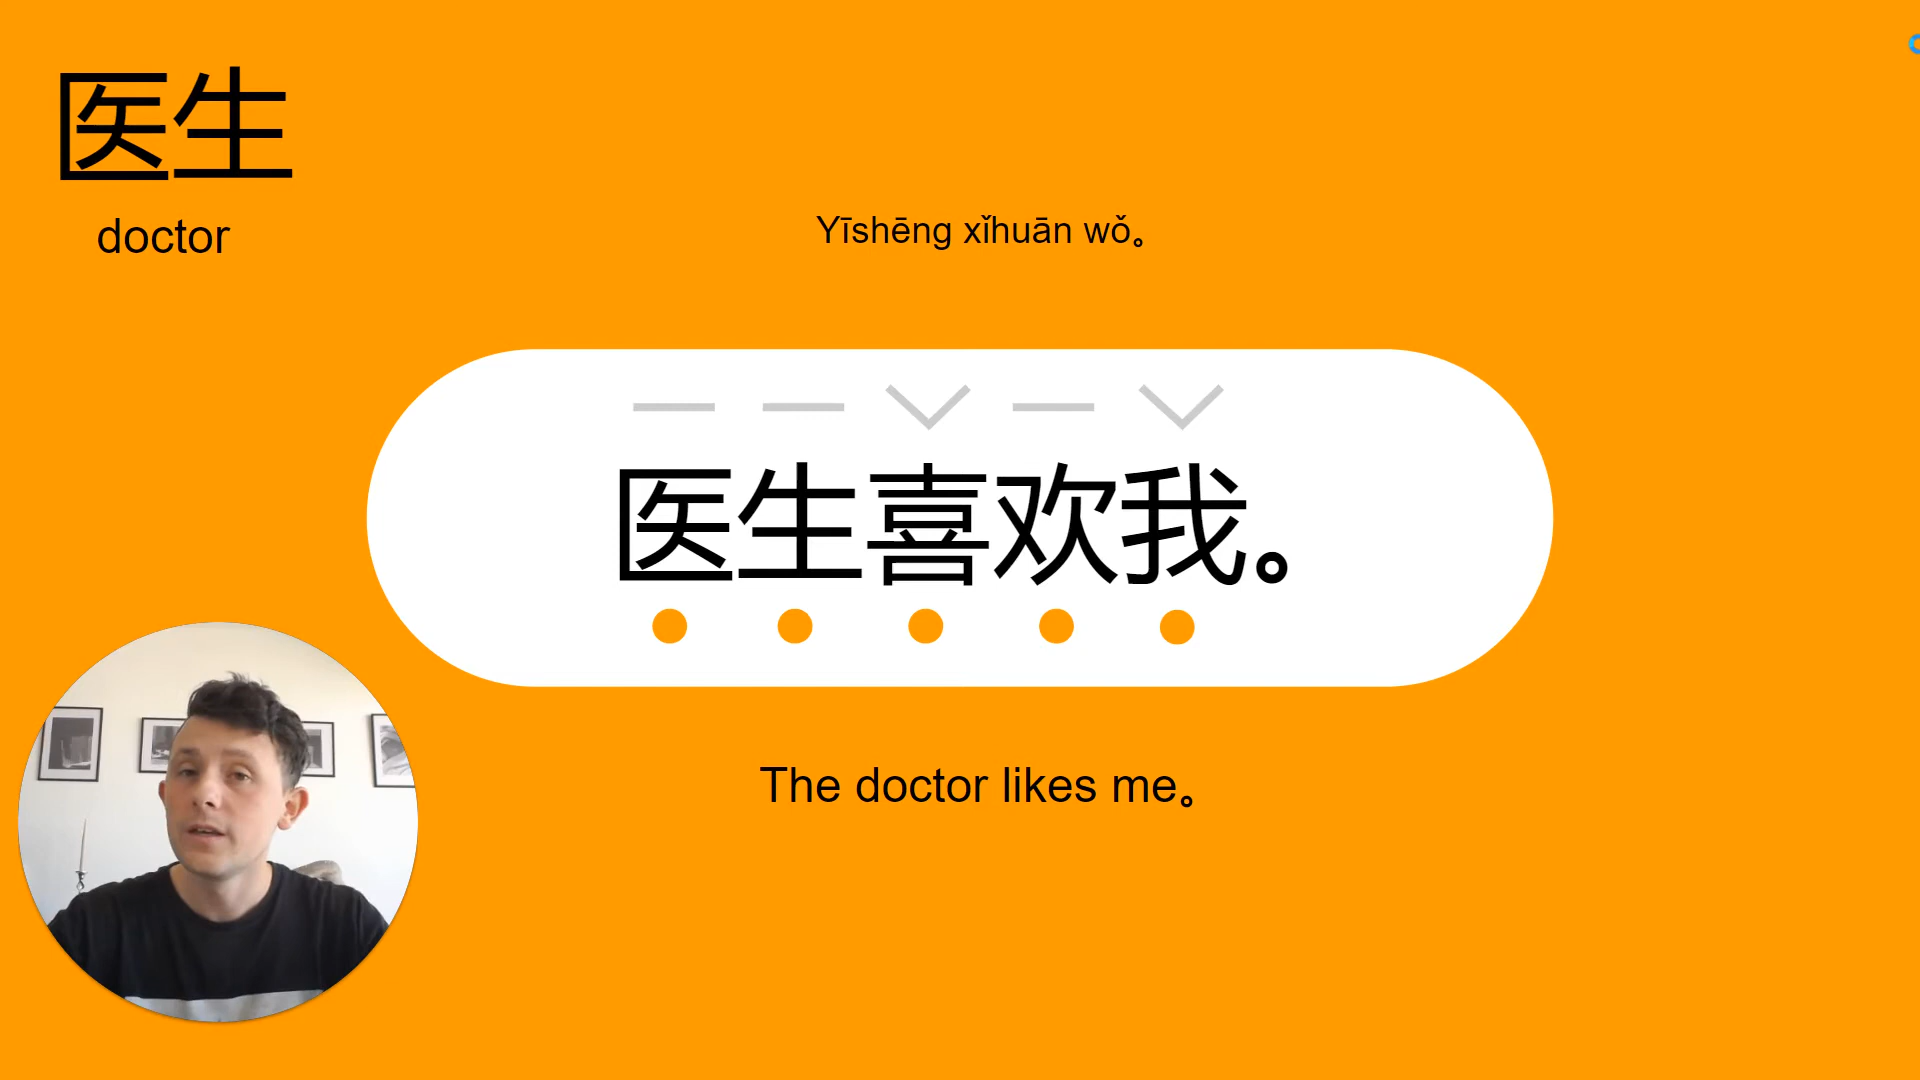 医生
doctor
Yīshēng xǐhuān wǒ。
医生喜欢我。
The doctor likes me。